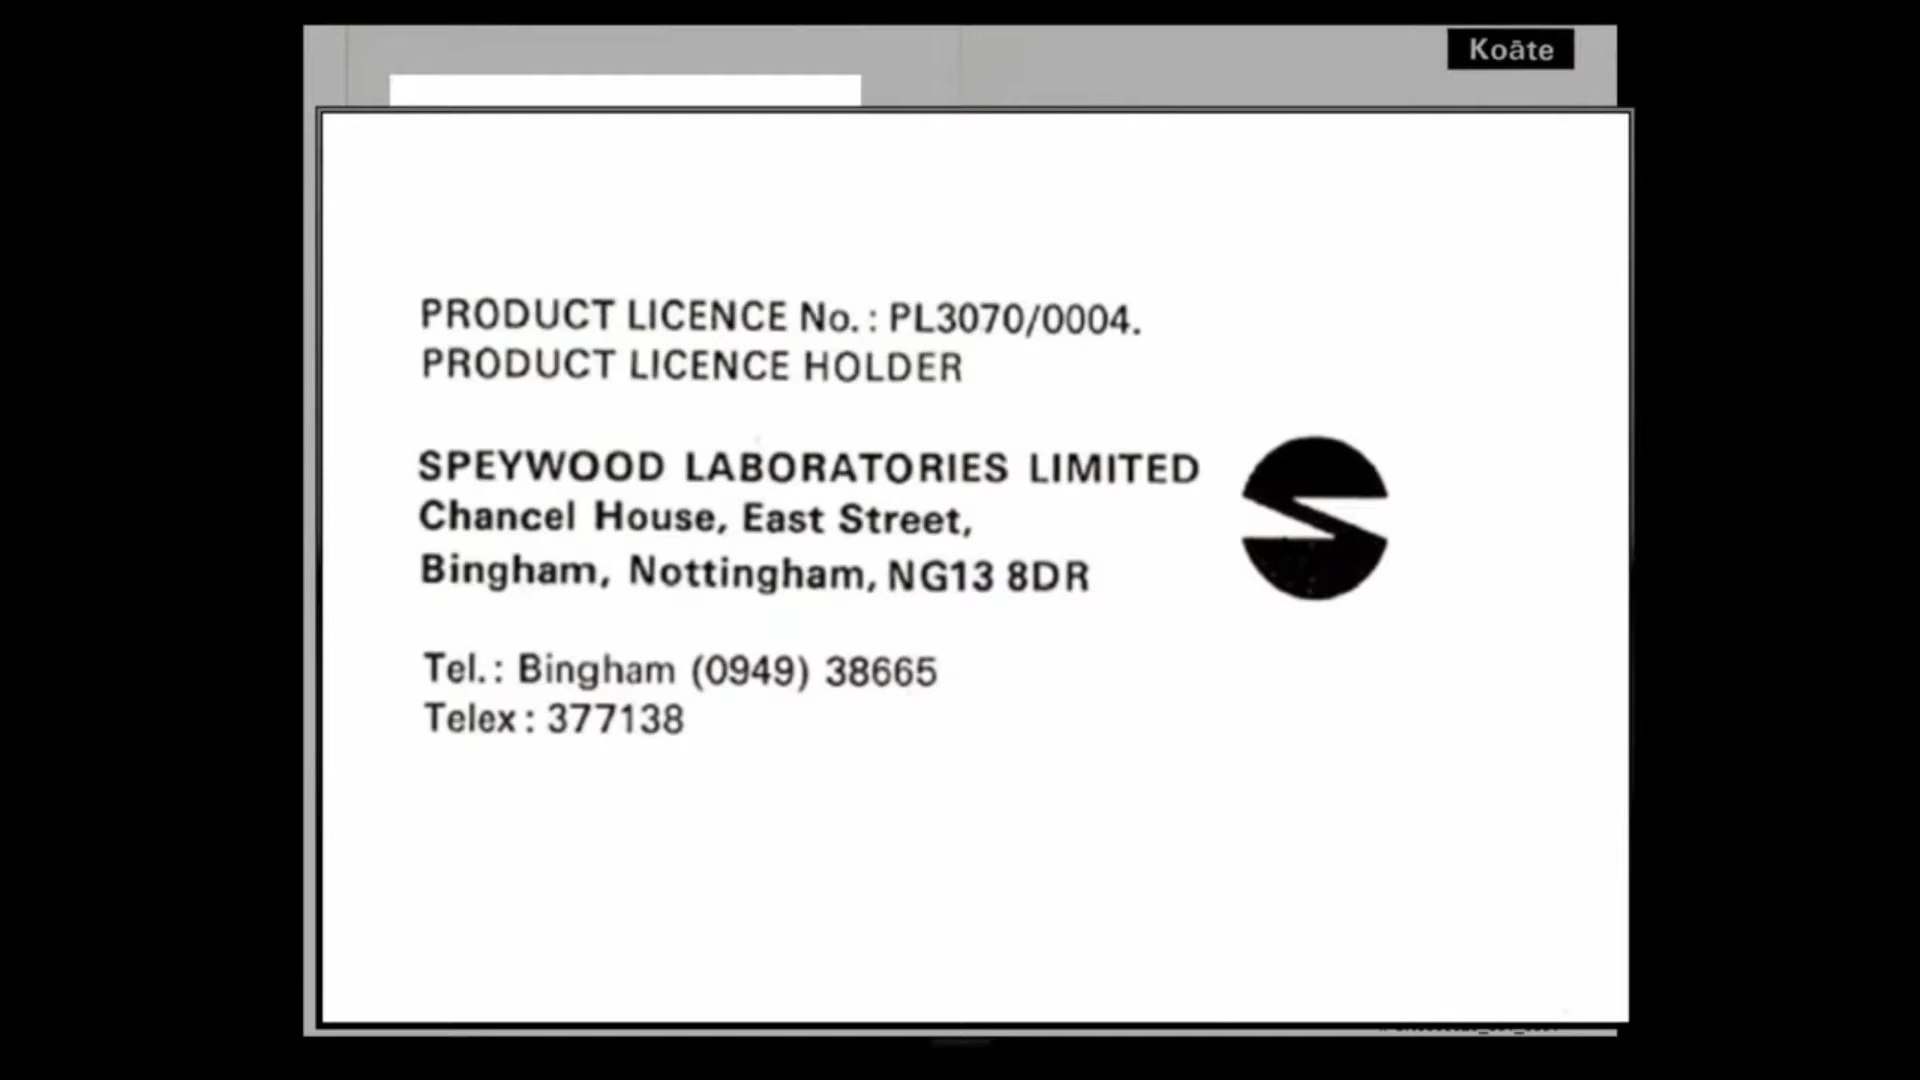 Koāte
PRODUCT LICENCE No.: PL3070/0004.
PRODUCT LICENCE HOLDER
SPEYWOOD LABORATORIES LIMITED
Chancel House, East Street,
Bingham, Nottingham, NG13 8DR
Tel.: Bingham (0949) 38665
Telex: 377138